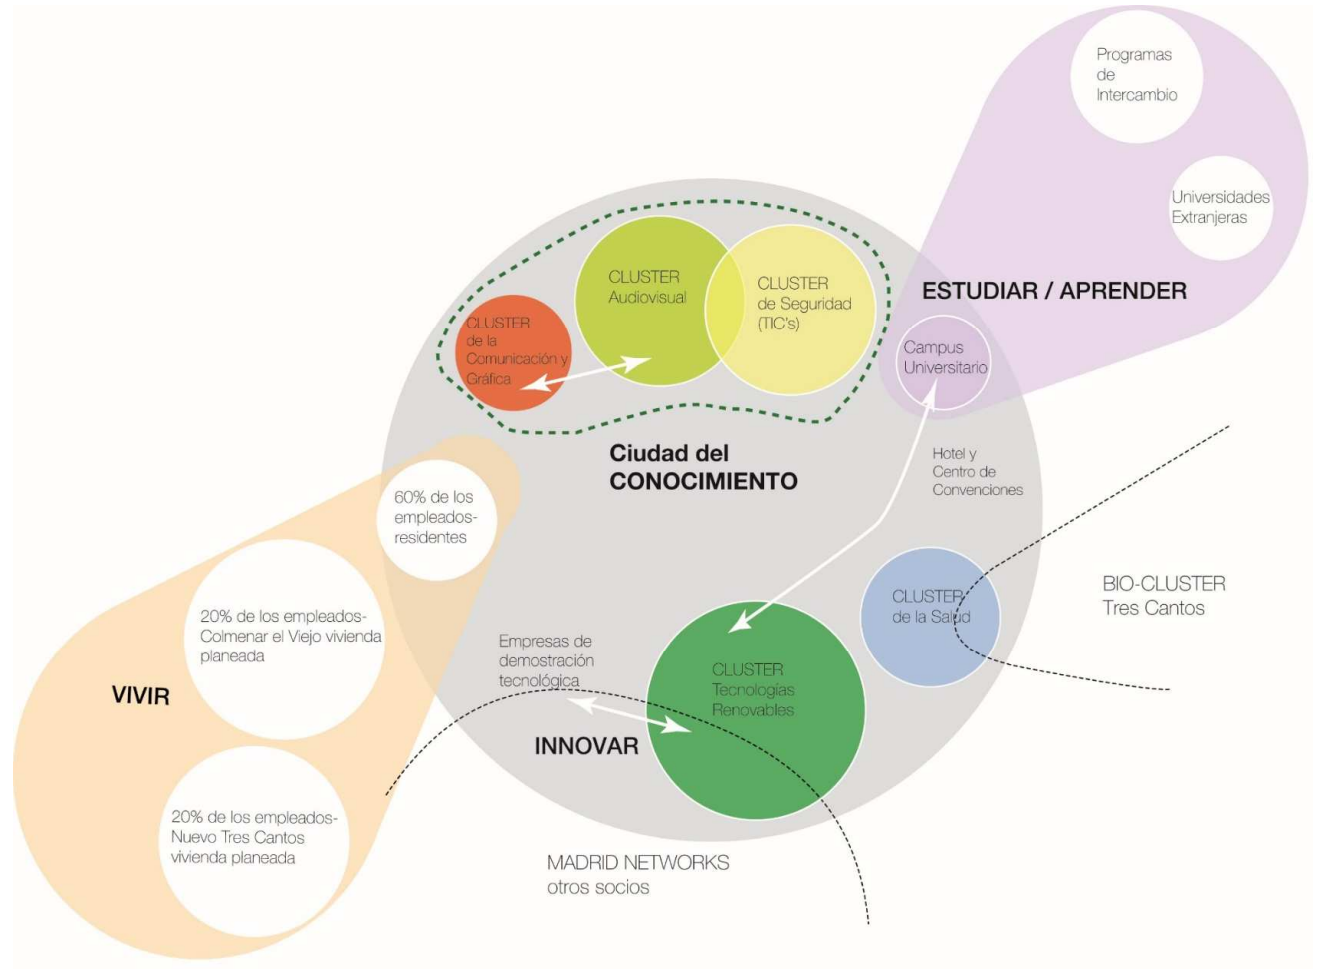 Programas
de
Intercambio
Universidades
Extranjeras
ESTUDIAR / APRENDER
CLUSTER
Audiovisual
CLUSTER
de Seguridad
(TIC's)
CLUSTER
de la
Comunicación y
Gráfica
Campus
Universitario
Ciudad del
CONOCIMIENTO
Hotel y
Centro de
Convenciones
60% de los
empleados-
residentes
20% de los empleados-
Colmenar el Viejo vivienda
planeada
VIVIR
20% de los empleados-
Nuevo Tres Cantos
vivienda planeada
Empresas de
demostración
tecnológica
INNOVAR
CLUSTER
Tecnologías
Renovables
CLUSTER
de la Salud
BIO-CLUSTER
Tres Cantos
MADRID NETWORKS
otros socios